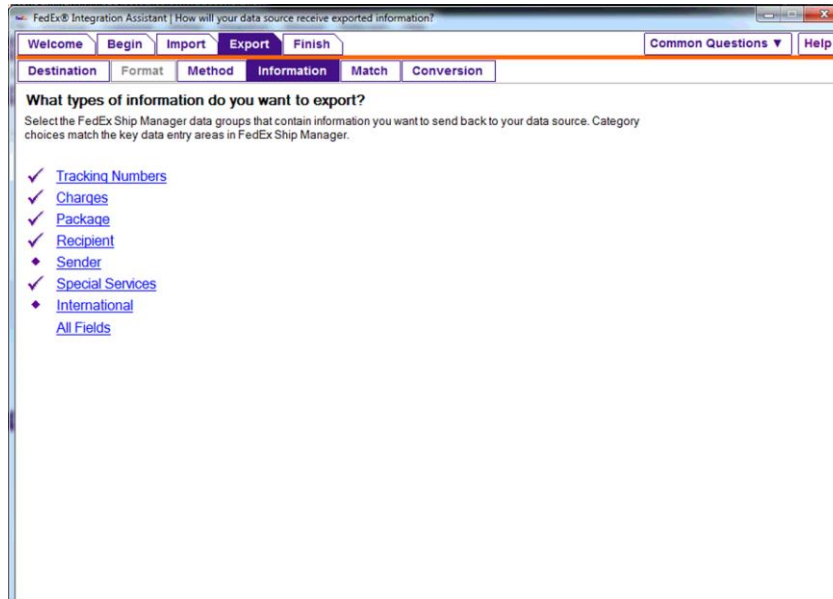 FedEx® Integration Assistant | How will your data source receive exported information?
Welcome Begin Import Export Finish Common Questions ▼ Help
Destination Format Method Information Match Conversion
What types of information do you want to export?
Select the FedEx Ship Manager data groups that contain information you want to send back to your data source. Category
choices match the key data entry areas in FedEx Ship Manager.
Tracking Numbers
Charges
Package
Recipient
Sender
Special Services
International
All Fields